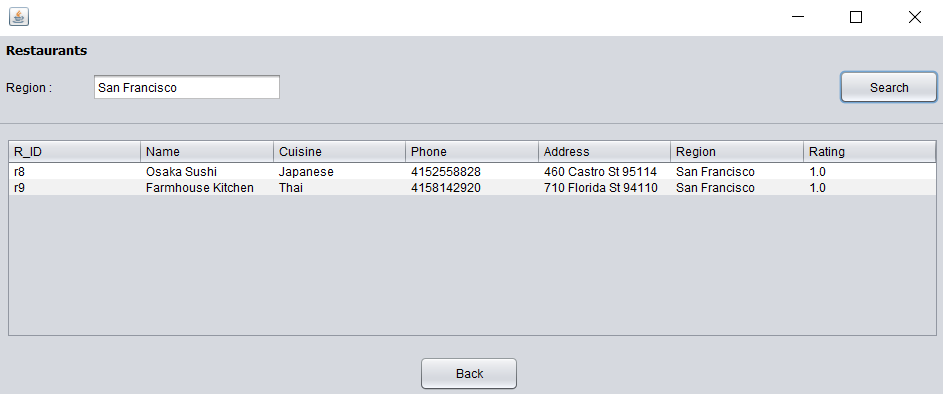 Restaurants
Region : San Francisco Search
R_ID Name Cuisine Phone Address Region Rating
r8 Osaka Sushi Japanese 4152558828 460 Castro St 95114 San Francisco 1.0
r9 Farmhouse Kitchen Thai 4158142920 710 Florida St 94110 San Francisco 1.0
Back